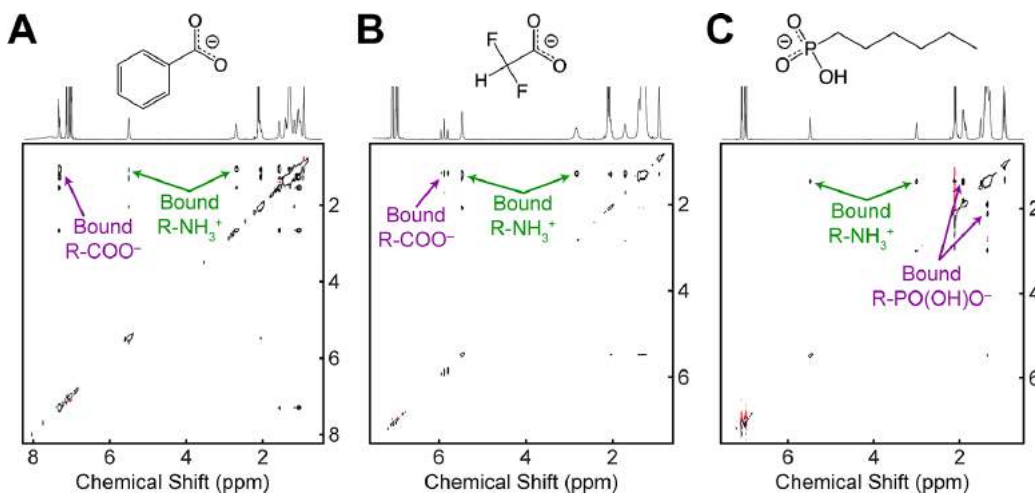 A
O
O
⊖
Bound
R-COO⁻
Bound
R-NH₃⁺
2
4
6
8
8 6 4 2
Chemical Shift (ppm)
B
F
H
F
O
O
⊖
Bound
R-COO⁻
Bound
R-NH₃⁺
2
4
6
6 4 2
Chemical Shift (ppm)
C
O
⊖
P
O
OH
Bound
R-NH₃⁺
Bound
R-PO(OH)O⁻
2
4
6
6 4 2
Chemical Shift (ppm)